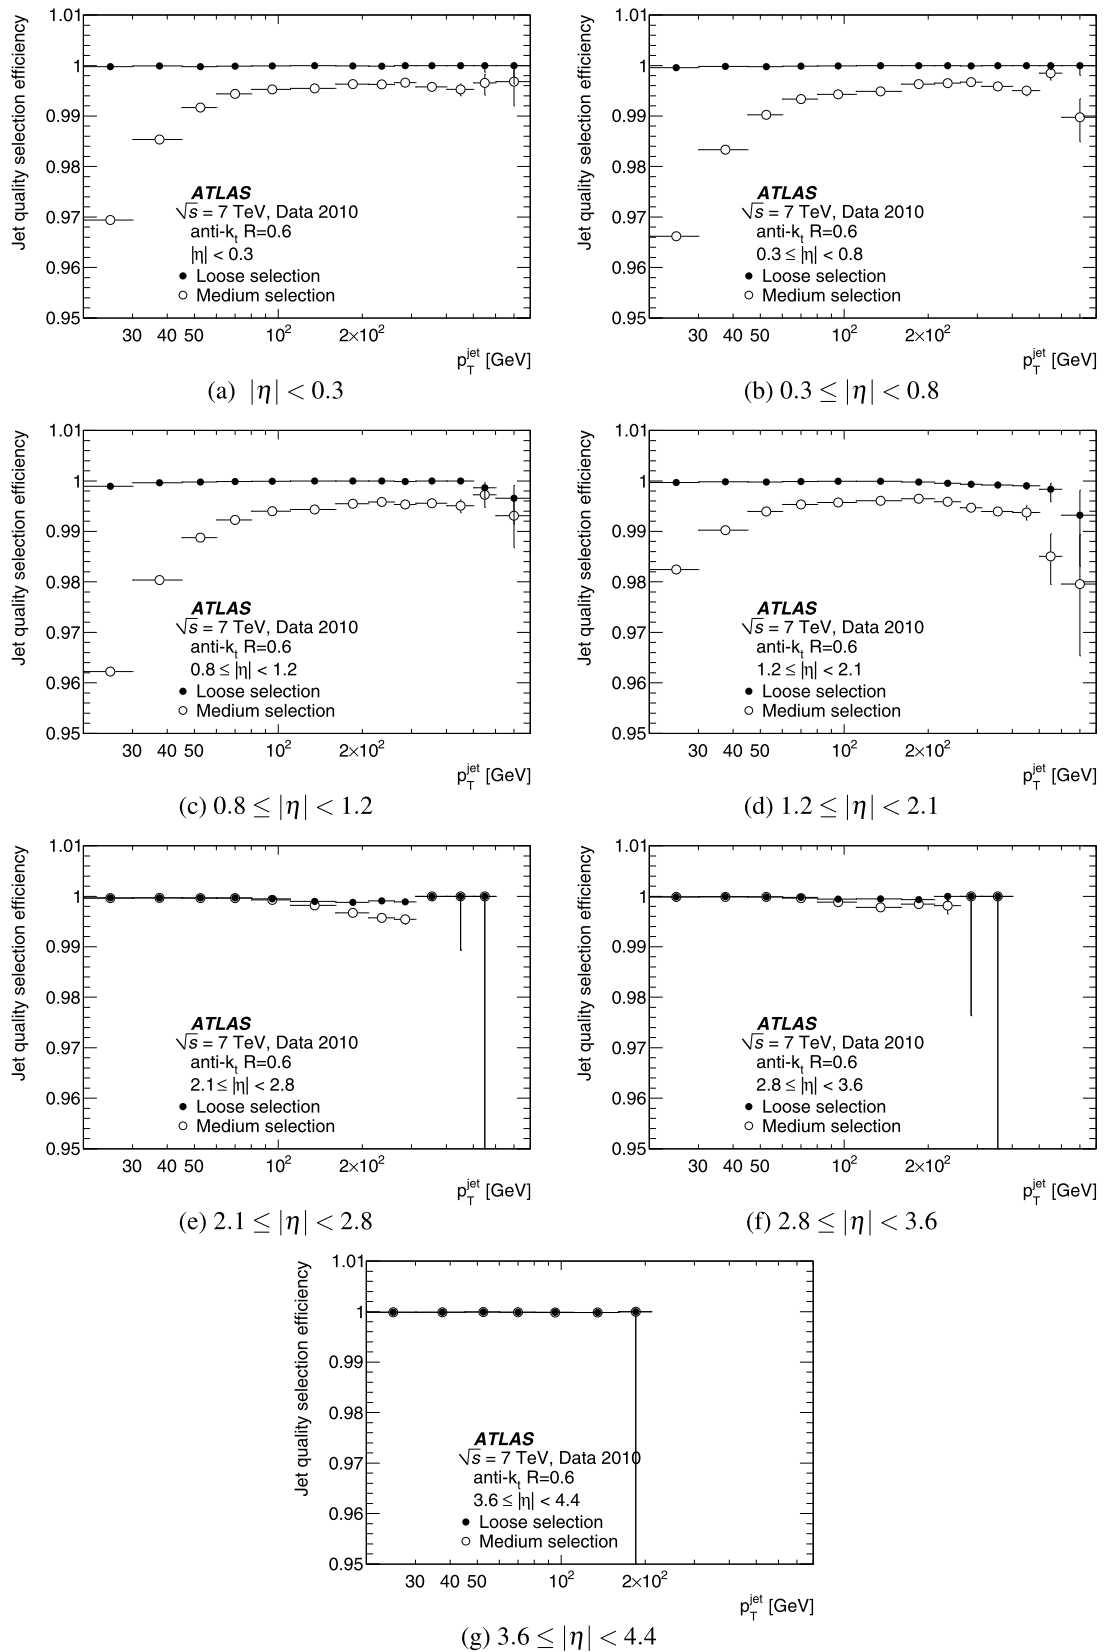 Jet quality selection efficiency
1.01
1
0.99
0.98
0.97
0.96
0.95
ATLAS
√s = 7 TeV, Data 2010
anti-k_t R=0.6
|η| < 0.3
Loose selection
Medium selection
30 40 50 10² 2×10²
p_T^jet [GeV]
(a) |η| < 0.3
Jet quality selection efficiency
1.01
1
0.99
0.98
0.97
0.96
0.95
ATLAS
√s = 7 TeV, Data 2010
anti-k_t R=0.6
0.3 ≤ |η| < 0.8
Loose selection
Medium selection
30 40 50 10² 2×10²
p_T^jet [GeV]
(b) 0.3 ≤ |η| < 0.8
Jet quality selection efficiency
1.01
1
0.99
0.98
0.97
0.96
0.95
ATLAS
√s = 7 TeV, Data 2010
anti-k_t R=0.6
0.8 ≤ |η| < 1.2
Loose selection
Medium selection
30 40 50 10² 2×10²
p_T^jet [GeV]
(c) 0.8 ≤ |η| < 1.2
Jet quality selection efficiency
1.01
1
0.99
0.98
0.97
0.96
0.95
ATLAS
√s = 7 TeV, Data 2010
anti-k_t R=0.6
1.2 ≤ |η| < 2.1
Loose selection
Medium selection
30 40 50 10² 2×10²
p_T^jet [GeV]
(d) 1.2 ≤ |η| < 2.1
Jet quality selection efficiency
1.01
1
0.99
0.98
0.97
0.96
0.95
ATLAS
√s = 7 TeV, Data 2010
anti-k_t R=0.6
2.1 ≤ |η| < 2.8
Loose selection
Medium selection
30 40 50 10² 2×10²
p_T^jet [GeV]
(e) 2.1 ≤ |η| < 2.8
Jet quality selection efficiency
1.01
1
0.99
0.98
0.97
0.96
0.95
ATLAS
√s = 7 TeV, Data 2010
anti-k_t R=0.6
2.8 ≤ |η| < 3.6
Loose selection
Medium selection
30 40 50 10² 2×10²
p_T^jet [GeV]
(f) 2.8 ≤ |η| < 3.6
Jet quality selection efficiency
1.01
1
0.99
0.98
0.97
0.96
0.95
ATLAS
√s = 7 TeV, Data 2010
anti-k_t R=0.6
3.6 ≤ |η| < 4.4
Loose selection
Medium selection
30 40 50 10² 2×10²
p_T^jet [GeV]
(g) 3.6 ≤ |η| < 4.4